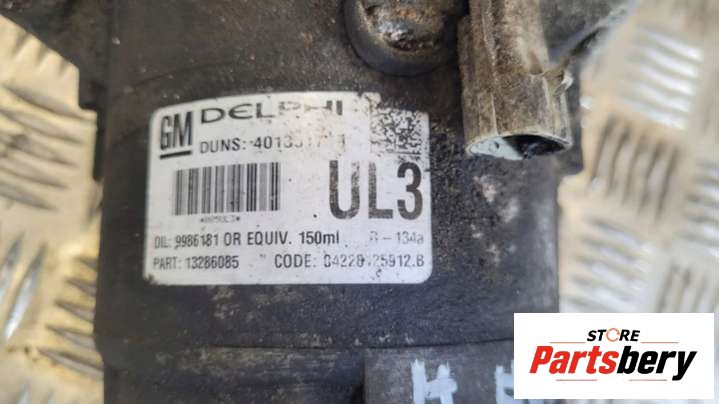 GM DELPHI
DUNS:
UL3
OIL: 9986181 OR EQUIV. 150ml R-134a
PART: 13286085 CODE:
STORE
Partsbery